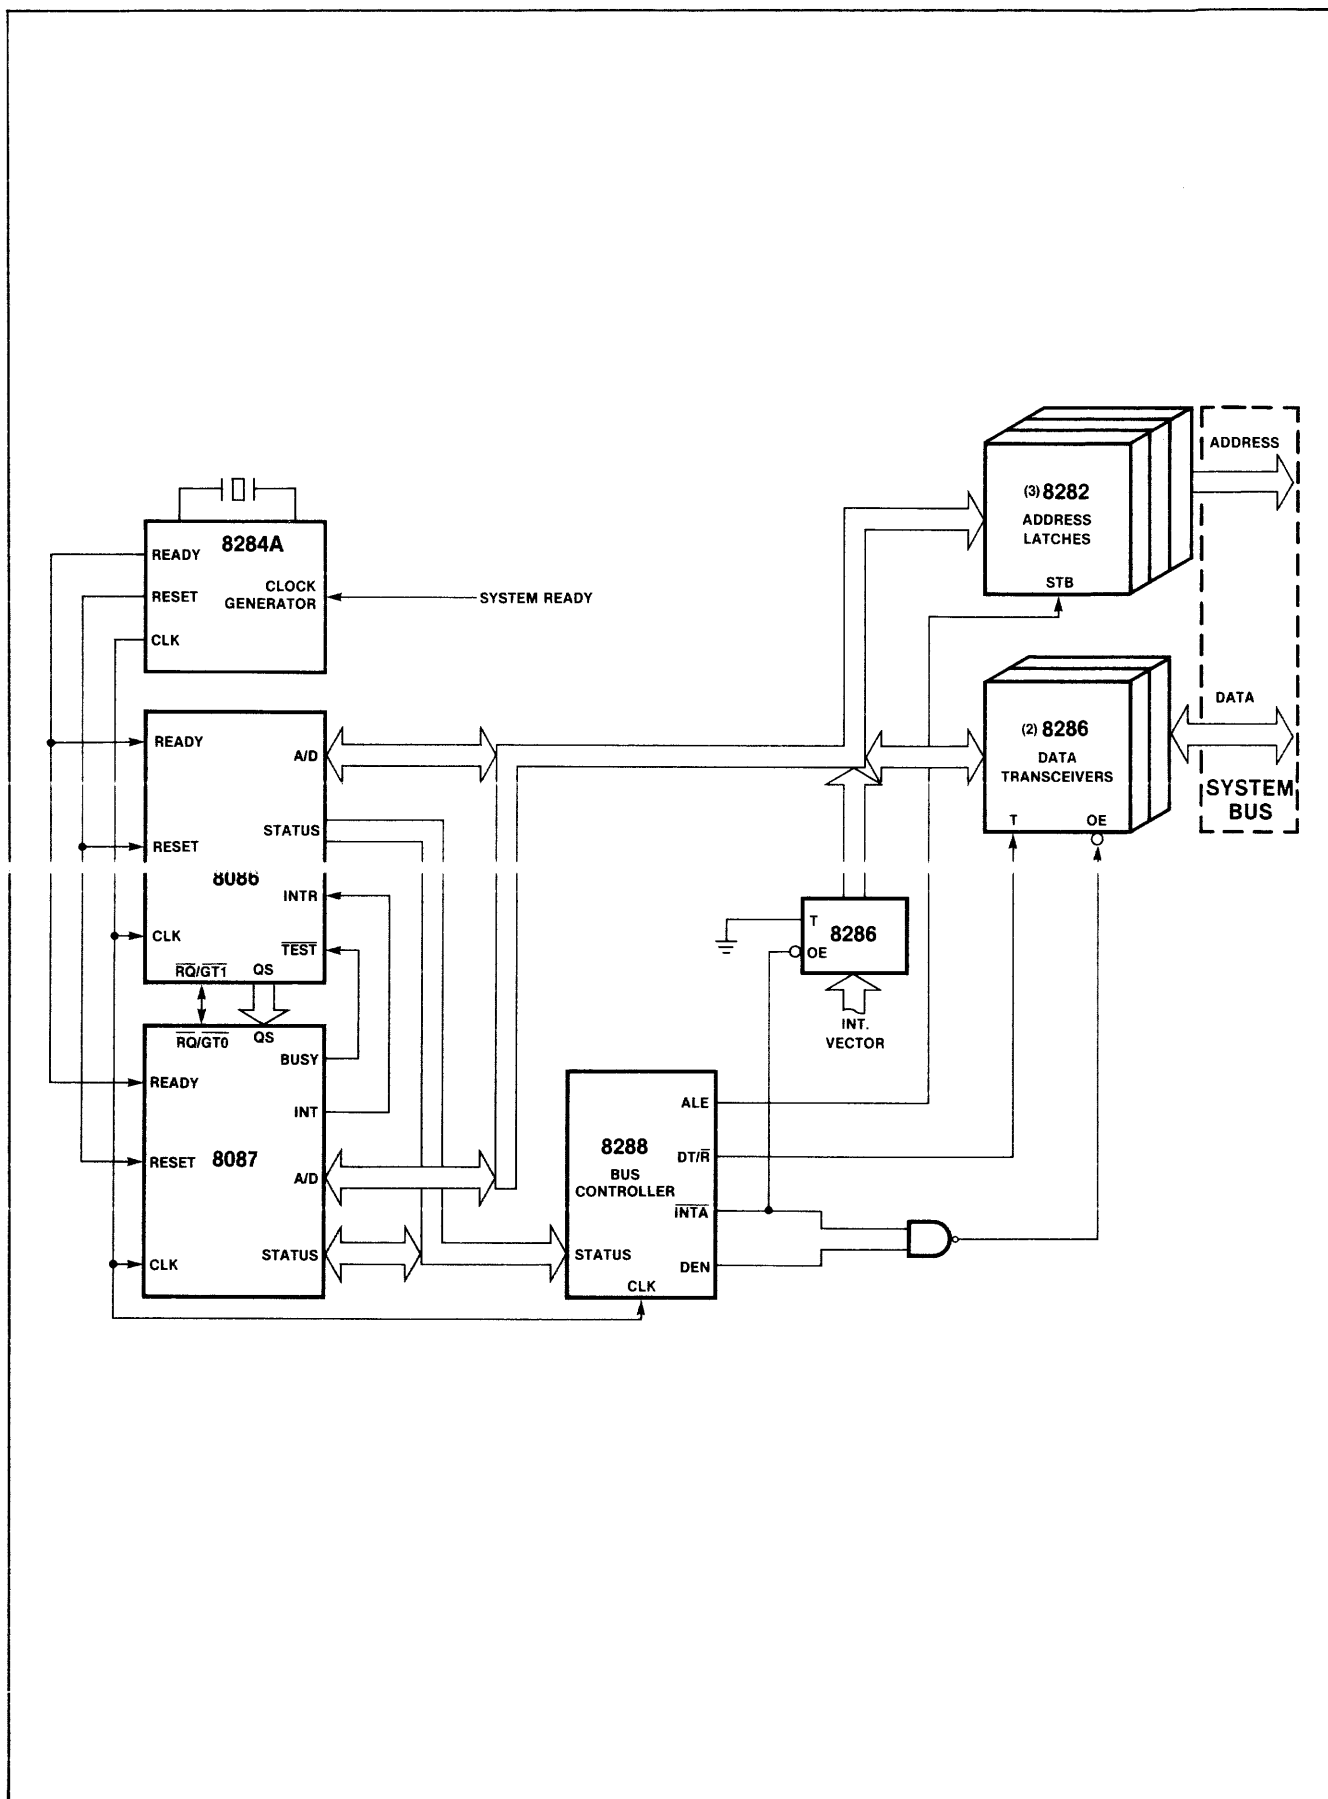 8284A
READY
RESET
CLK
CLOCK
GENERATOR
SYSTEM READY
(3) 8282
ADDRESS
LATCHES
STB
ADDRESS
READY
A/D
STATUS
RESET
8086
INTR
CLK
TEST
RQ/GT1
QS
(2) 8286
DATA
TRANSCEIVERS
T
OE
DATA
SYSTEM
BUS
T
8286
OE
INT.
VECTOR
RQ/GT0
QS
BUSY
READY
INT
RESET
8087
A/D
STATUS
CLK
ALE
8288
BUS
CONTROLLER
DT/R
INTA
STATUS
DEN
CLK